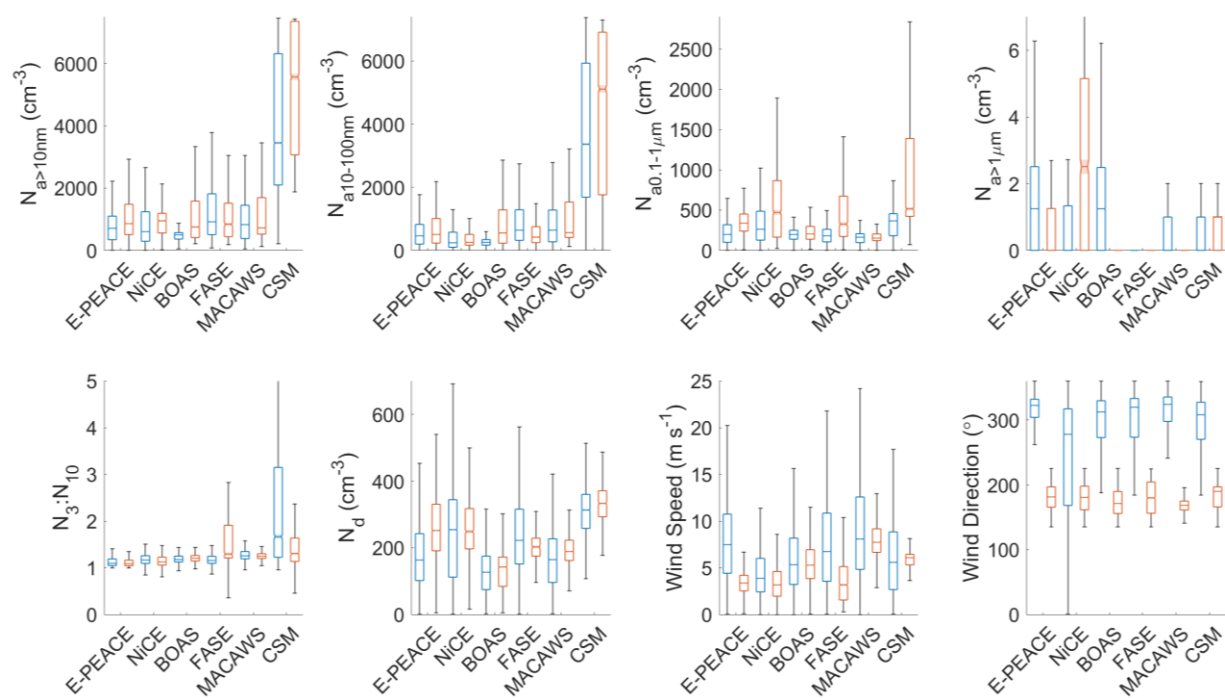 N_a>10nm (cm^-3)
6000
4000
2000
0
E-PEACE
NiCE
BOAS
FASE
MACAWS
CSM
N_a10-100nm (cm^-3)
6000
4000
2000
0
E-PEACE
NiCE
BOAS
FASE
MACAWS
CSM
N_a0.1-1μm (cm^-3)
2500
2000
1500
1000
500
0
E-PEACE
NiCE
BOAS
FASE
MACAWS
CSM
N_a>1μm (cm^-3)
6
4
2
0
E-PEACE
NiCE
BOAS
FASE
MACAWS
CSM
N_3:N_10
5
4
3
2
1
0
E-PEACE
NiCE
BOAS
FASE
MACAWS
CSM
N_d (cm^-3)
600
400
200
0
E-PEACE
NiCE
BOAS
FASE
MACAWS
CSM
Wind Speed (m s^-1)
25
20
15
10
5
0
E-PEACE
NiCE
BOAS
FASE
MACAWS
CSM
Wind Direction (°)
300
200
100
0
E-PEACE
NiCE
BOAS
FASE
MACAWS
CSM